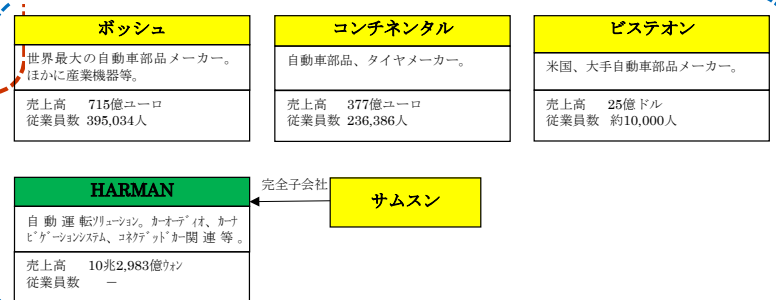 ボッシュ
世界最大の自動車部品メーカー。
ほかに産業機器等。
売上高 715億ユーロ
従業員数 395,034人
コンチネンタル
自動車部品、タイヤメーカー。
売上高 377億ユーロ
従業員数 236,386人
ビステオン
米国、大手自動車部品メーカー。
売上高 25億ドル
従業員数 約10,000人
HARMAN
自動運転ｿﾘｭｰｼｮﾝ。ｶｰｵｰﾃﾞｨｵ、ｶｰﾅ
ﾋﾞｹﾞｰｼｮﾝｼｽﾃﾑ、ｺﾈｸﾃﾃﾞｯﾄﾞｶｰ関連等。
売上高 10兆2,983億ｳｫﾝ
従業員数 －
完全子会社
サムスン